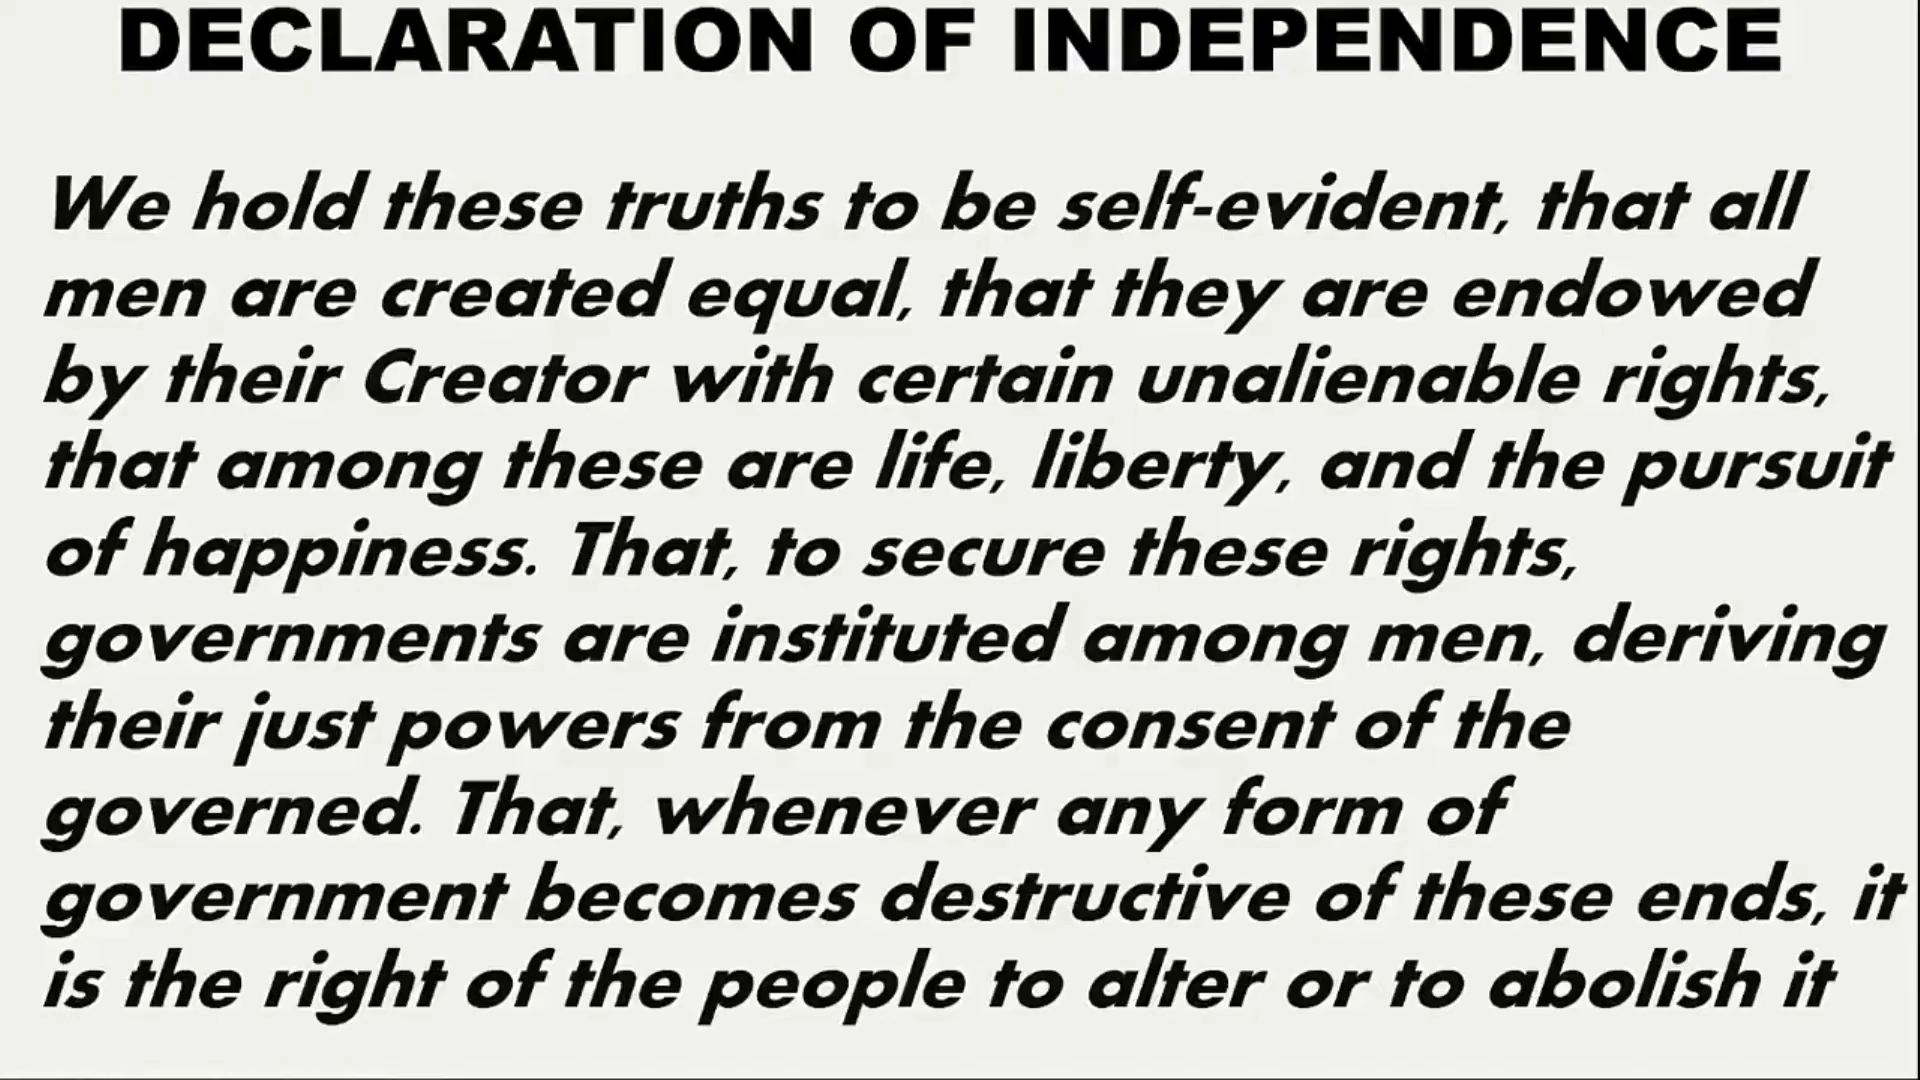 DECLARATION OF INDEPENDENCE
We hold these truths to be self-evident, that all
men are created equal, that they are endowed
by their Creator with certain unalienable rights,
that among these are life, liberty, and the pursuit
of happiness. That, to secure these rights,
governments are instituted among men, deriving
their just powers from the consent of the
governed. That, whenever any form of
government becomes destructive of these ends, it
is the right of the people to alter or to abolish it